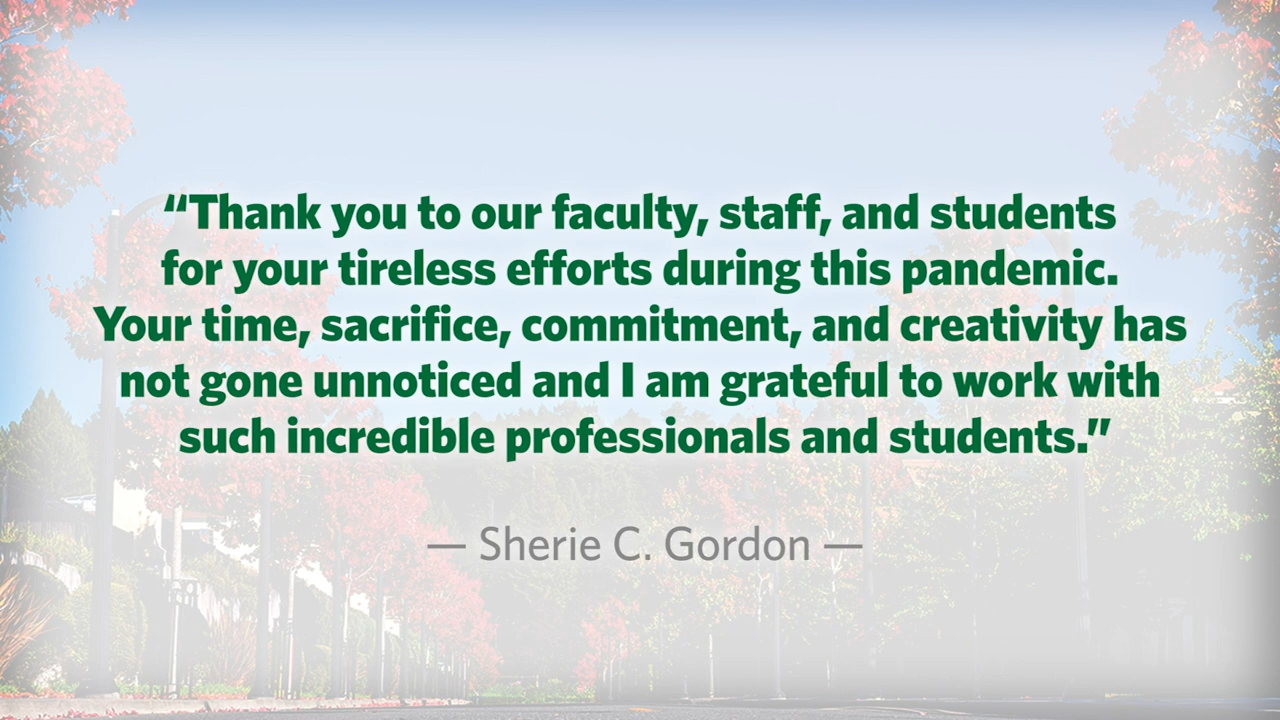 “Thank you to our faculty, staff, and students
for your tireless efforts during this pandemic.
Your time, sacrifice, commitment, and creativity has
not gone unnoticed and I am grateful to work with
such incredible professionals and students.”
— Sherie C. Gordon —